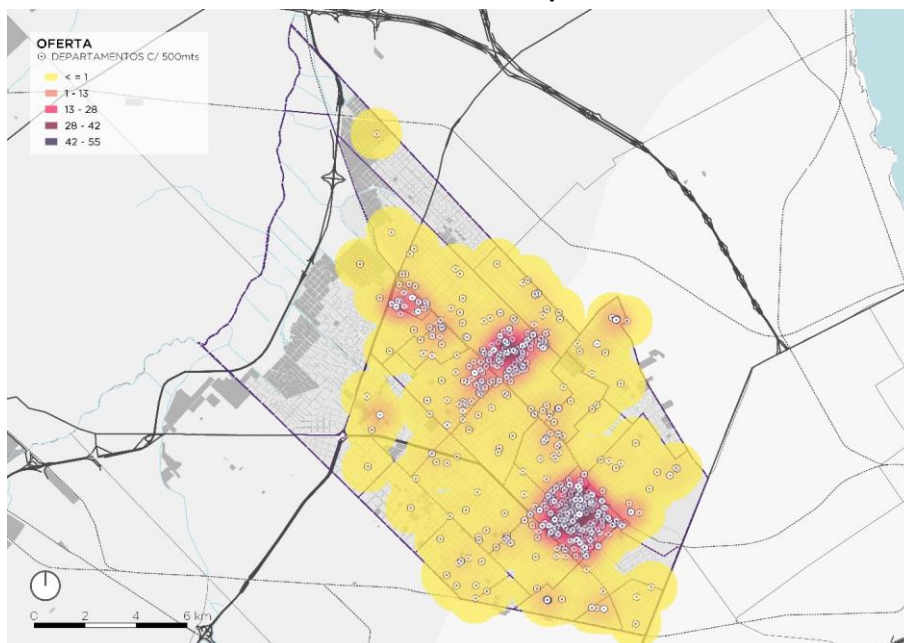 OFERTA
DEPARTAMENTOS C/ 500mts
< = 1
1 - 13
13 - 28
28 - 42
42 - 55
0 2 4 6 km